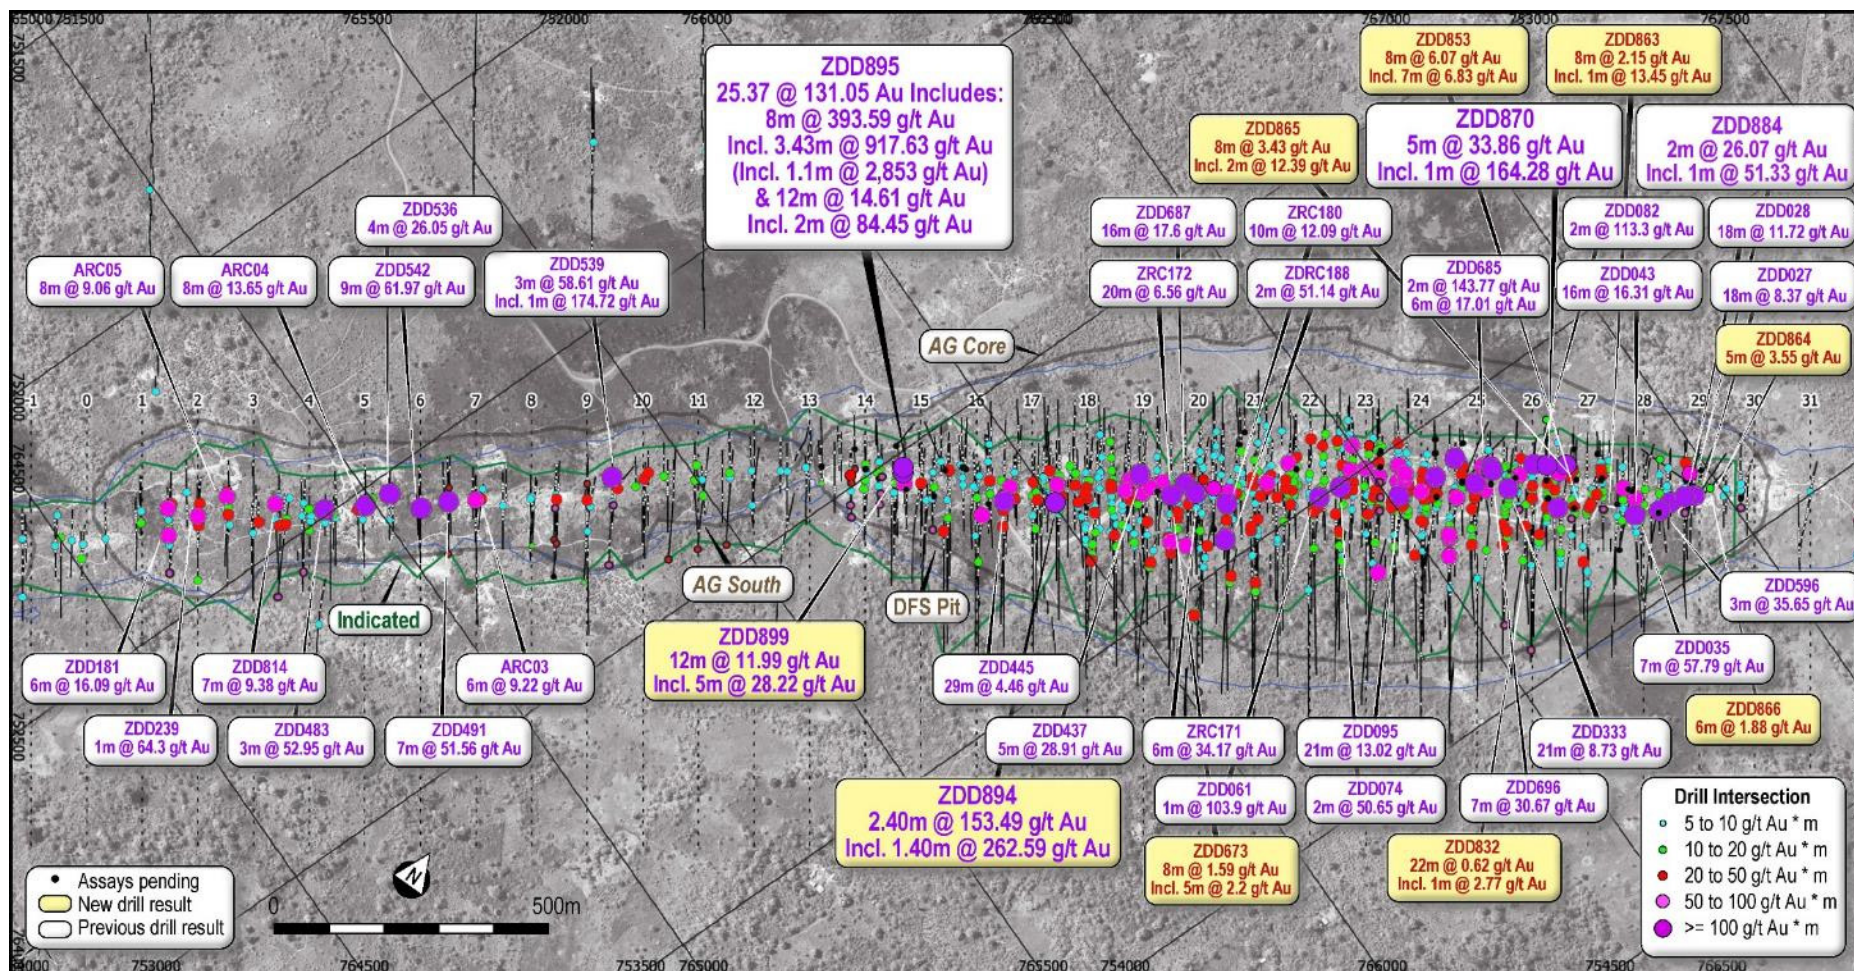 765000
751500
765500
752000
766000
767000
753000
767500
751500
752000
764500
752500
ZDD895
25.37 @ 131.05 Au Includes:
8m @ 393.59 g/t Au
Incl. 3.43m @ 917.63 g/t Au
(Incl. 1.1m @ 2,853 g/t Au)
& 12m @ 14.61 g/t Au
Incl. 2m @ 84.45 g/t Au
ZDD853
8m @ 6.07 g/t Au
Incl. 7m @ 6.83 g/t Au
ZDD863
8m @ 2.15 g/t Au
Incl. 1m @ 13.45 g/t Au
ZDD865
8m @ 3.43 g/t Au
Incl. 2m @ 12.39 g/t Au
ZDD870
5m @ 33.86 g/t Au
Incl. 1m @ 164.28 g/t Au
ZDD884
2m @ 26.07 g/t Au
Incl. 1m @ 51.33 g/t Au
ZDD536
4m @ 26.05 g/t Au
ZDD687
16m @ 17.6 g/t Au
ZRC180
10m @ 12.09 g/t Au
ZDD082
2m @ 113.3 g/t Au
ZDD028
18m @ 11.72 g/t Au
ARC05
8m @ 9.06 g/t Au
ARC04
8m @ 13.65 g/t Au
ZDD542
9m @ 61.97 g/t Au
ZDD539
3m @ 58.61 g/t Au
Incl. 1m @ 174.72 g/t Au
ZRC172
20m @ 6.56 g/t Au
ZDRC188
2m @ 51.14 g/t Au
ZDD685
2m @ 143.77 g/t Au
6m @ 17.01 g/t Au
ZDD043
16m @ 16.31 g/t Au
ZDD027
18m @ 8.37 g/t Au
ZDD864
5m @ 3.55 g/t Au
AG Core
-1 0 1 2 3 4 5 6 7 8 9 10 11 12 13 14 15 16 17 18 19 20 21 22 23 24 25 26 27 28 29 30 31
Indicated
AG South
DFS Pit
ZDD596
3m @ 35.65 g/t Au
ZDD899
12m @ 11.99 g/t Au
Incl. 5m @ 28.22 g/t Au
ZDD181
6m @ 16.09 g/t Au
ZDD814
7m @ 9.38 g/t Au
ARC03
6m @ 9.22 g/t Au
ZDD445
29m @ 4.46 g/t Au
ZDD035
7m @ 57.79 g/t Au
ZDD866
6m @ 1.88 g/t Au
ZDD239
1m @ 64.3 g/t Au
ZDD483
3m @ 52.95 g/t Au
ZDD491
7m @ 51.56 g/t Au
ZDD437
5m @ 28.91 g/t Au
ZRC171
6m @ 34.17 g/t Au
ZDD095
21m @ 13.02 g/t Au
ZDD333
21m @ 8.73 g/t Au
ZDD894
2.40m @ 153.49 g/t Au
Incl. 1.40m @ 262.59 g/t Au
ZDD061
1m @ 103.9 g/t Au
ZDD074
2m @ 50.65 g/t Au
ZDD696
7m @ 30.67 g/t Au
ZDD673
8m @ 1.59 g/t Au
Incl. 5m @ 2.2 g/t Au
ZDD832
22m @ 0.62 g/t Au
Incl. 1m @ 2.77 g/t Au
Drill Intersection
5 to 10 g/t Au * m
10 to 20 g/t Au * m
20 to 50 g/t Au * m
50 to 100 g/t Au * m
>= 100 g/t Au * m
Assays pending
New drill result
Previous drill result
N
0 500m
753000
764500
753500
765000
765500
754000
766000
754500
766500